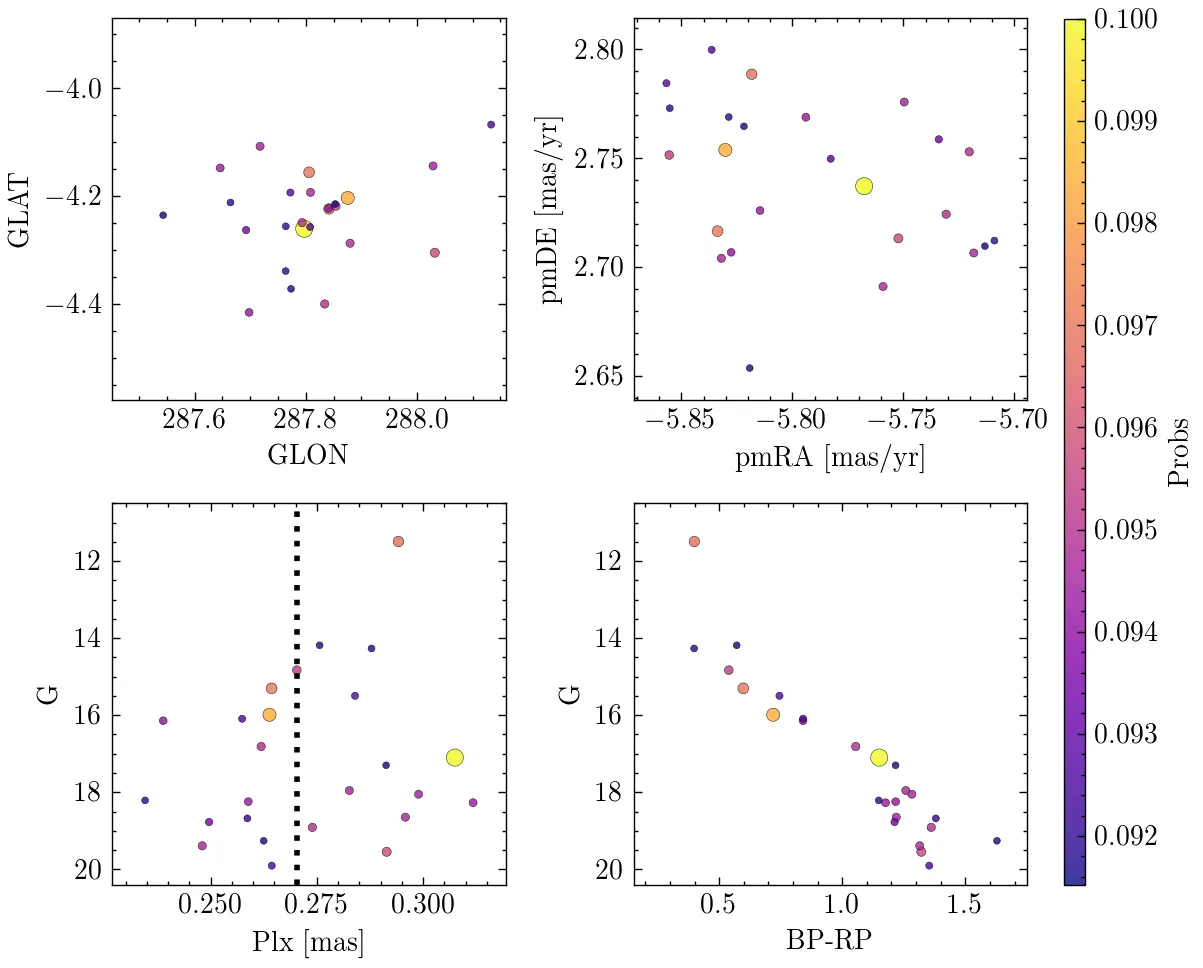 −4.0
−4.2
−4.4
GLAT
287.6 287.8 288.0
GLON
2.80
2.75
2.70
2.65
pmDE [mas/yr]
−5.85 −5.80 −5.75 −5.70
pmRA [mas/yr]
12
14
16
18
20
G
0.250 0.275 0.300
Plx [mas]
12
14
16
18
20
G
0.5 1.0 1.5
BP-RP
0.100
0.099
0.098
0.097
0.096
0.095
0.094
0.093
0.092
Probs